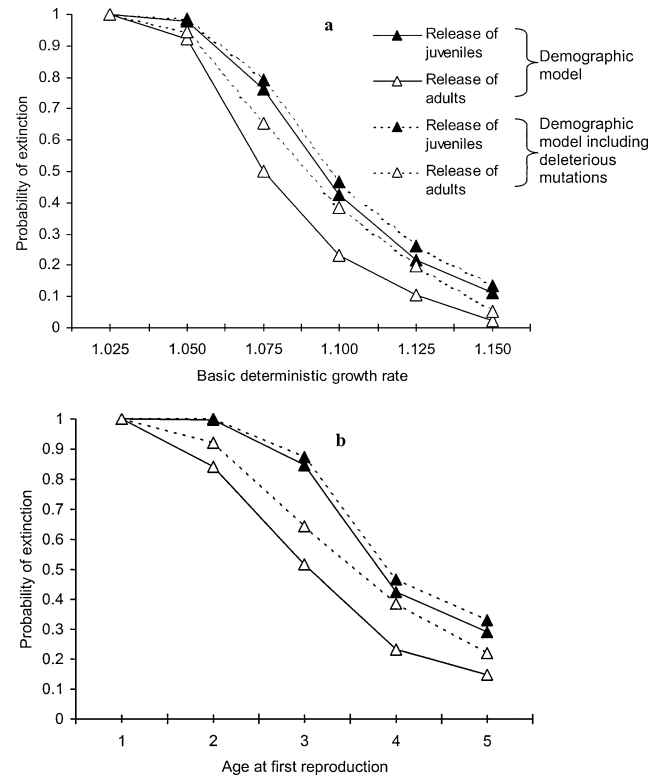 a
1
0.9
0.8
0.7
0.6
0.5
0.4
0.3
0.2
0.1
0
Probability of extinction
1.025 1.050 1.075 1.100 1.125 1.150
Basic deterministic growth rate
Release of
juveniles
Release of
adults
Demographic
model
Release of
juveniles
Release of
adults
Demographic
model including
deleterious
mutations
b
1
0.9
0.8
0.7
0.6
0.5
0.4
0.3
0.2
0.1
0
Probability of extinction
1 2 3 4 5
Age at first reproduction